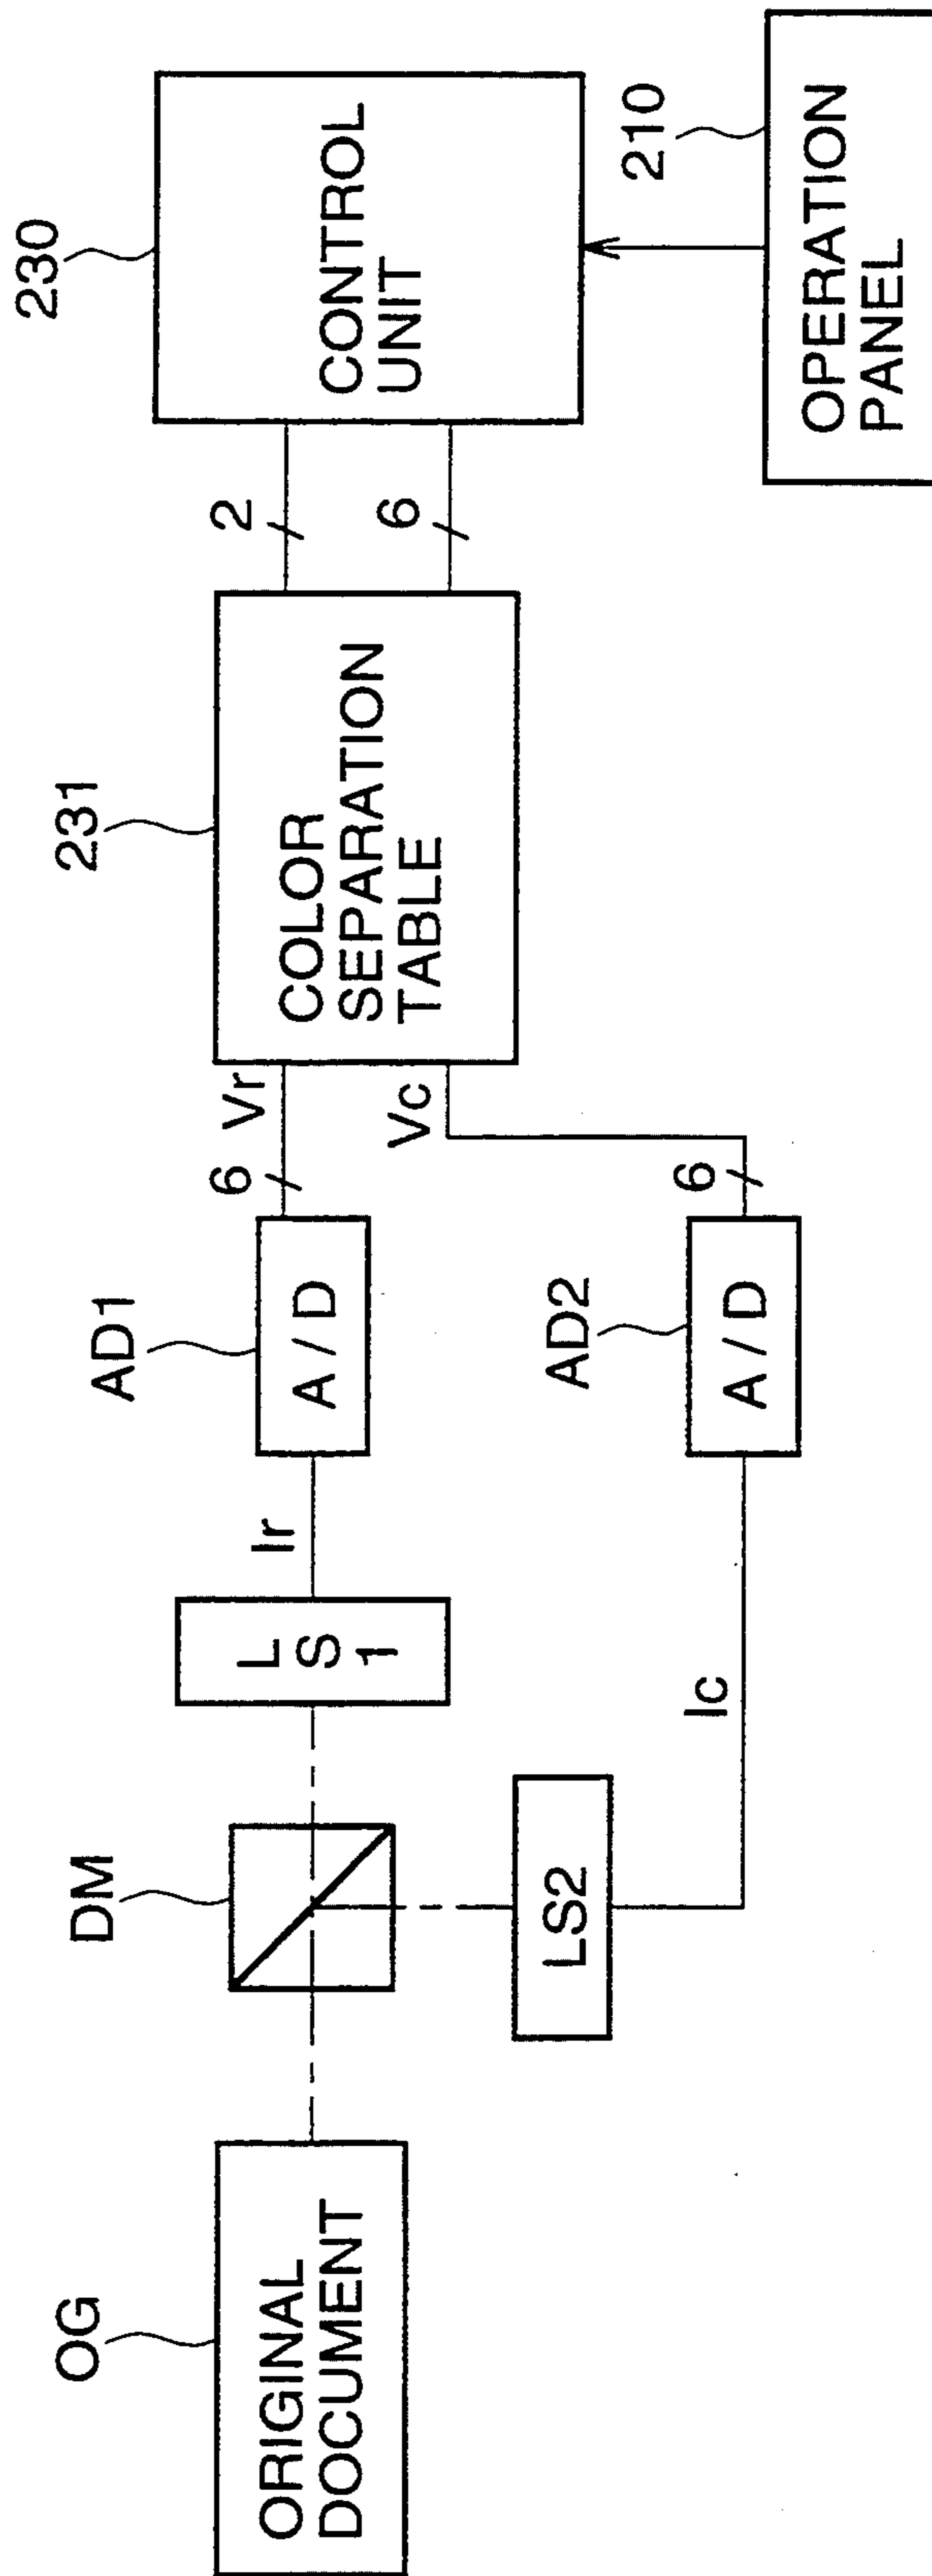 OG
ORIGINAL
DOCUMENT
DM
L
S
1
LS2
Ir
Ic
AD1
A / D
AD2
A / D
6
Vr
6
Vc
231
COLOR
SEPARATION
TABLE
2
6
230
CONTROL
UNIT
210
OPERATION
PANEL